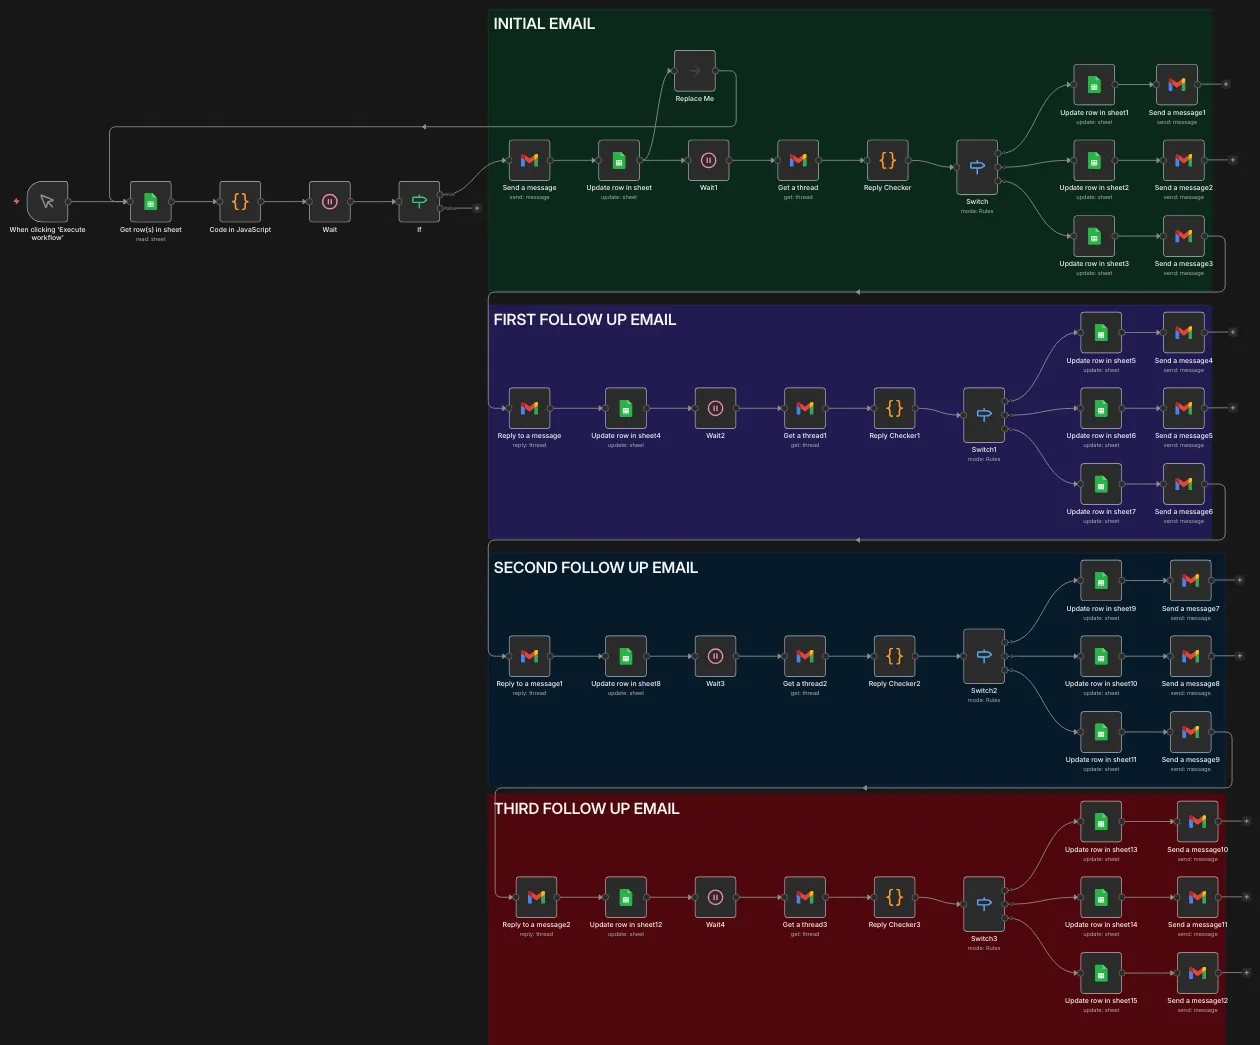 INITIAL EMAIL
Replace Me
Update row in sheet1
update: sheet
Send a message1
send: message
Send a message
send: message
Update row in sheet
update: sheet
Wait1
Get a thread
get: thread
Reply Checker
Switch
mode: Rules
Update row in sheet2
update: sheet
Send a message2
send: message
When clicking 'Execute
workflow'
Get row(s) in sheet
read: sheet
Code in JavaScript
Wait
If
Update row in sheet3
update: sheet
Send a message3
send: message
FIRST FOLLOW UP EMAIL
Update row in sheet5
update: sheet
Send a message4
send: message
Reply to a message
reply: thread
Update row in sheet4
update: sheet
Wait2
Get a thread1
get: thread
Reply Checker1
Switch1
mode: Rules
Update row in sheet6
update: sheet
Send a message5
send: message
Update row in sheet7
update: sheet
Send a message6
send: message
SECOND FOLLOW UP EMAIL
Update row in sheet9
update: sheet
Send a message7
send: message
Reply to a message1
reply: thread
Update row in sheet8
update: sheet
Wait3
Get a thread2
get: thread
Reply Checker2
Switch2
mode: Rules
Update row in sheet10
update: sheet
Send a message8
send: message
Update row in sheet11
update: sheet
Send a message9
send: message
THIRD FOLLOW UP EMAIL
Update row in sheet13
update: sheet
Send a message10
send: message
Reply to a message2
reply: thread
Update row in sheet12
update: sheet
Wait4
Get a thread3
get: thread
Reply Checker3
Switch3
mode: Rules
Update row in sheet14
update: sheet
Send a message11
send: message
Update row in sheet15
update: sheet
Send a message12
send: message